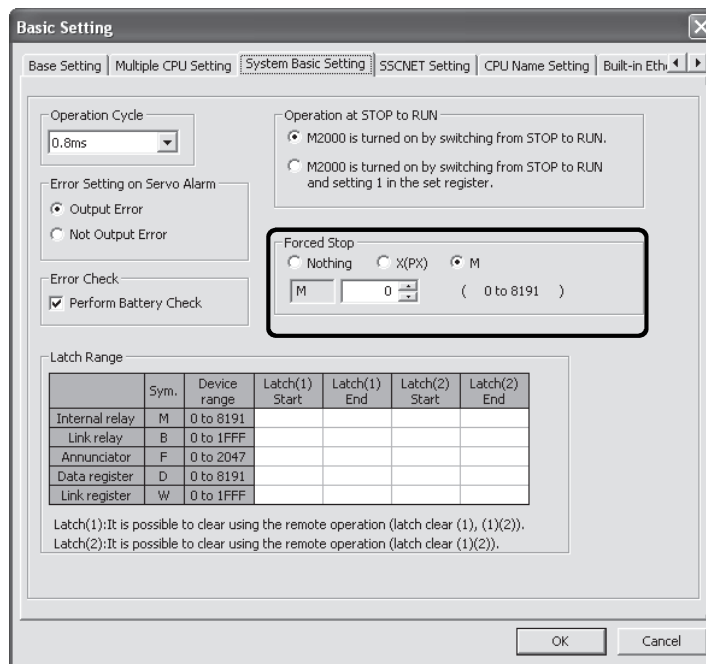 Basic Setting
Base Setting Multiple CPU Setting System Basic Setting SSCNET Setting CPU Name Setting Built-in Eth
Operation Cycle
0.8ms
Operation at STOP to RUN
M2000 is turned on by switching from STOP to RUN.
M2000 is turned on by switching from STOP to RUN
and setting 1 in the set register.
Error Setting on Servo Alarm
Output Error
Not Output Error
Forced Stop
Nothing X(PX) M
M 0 ( 0 to 8191 )
Error Check
Perform Battery Check
Latch Range
Sym. Device range Latch(1) Start Latch(1) End Latch(2) Start Latch(2) End
Internal relay M 0 to 8191
Link relay B 0 to 1FFF
Annunciator F 0 to 2047
Data register D 0 to 8191
Link register W 0 to 1FFF
Latch(1):It is possible to clear using the remote operation (latch clear (1), (1)(2)).
Latch(2):It is possible to clear using the remote operation (latch clear (1)(2)).
OK Cancel